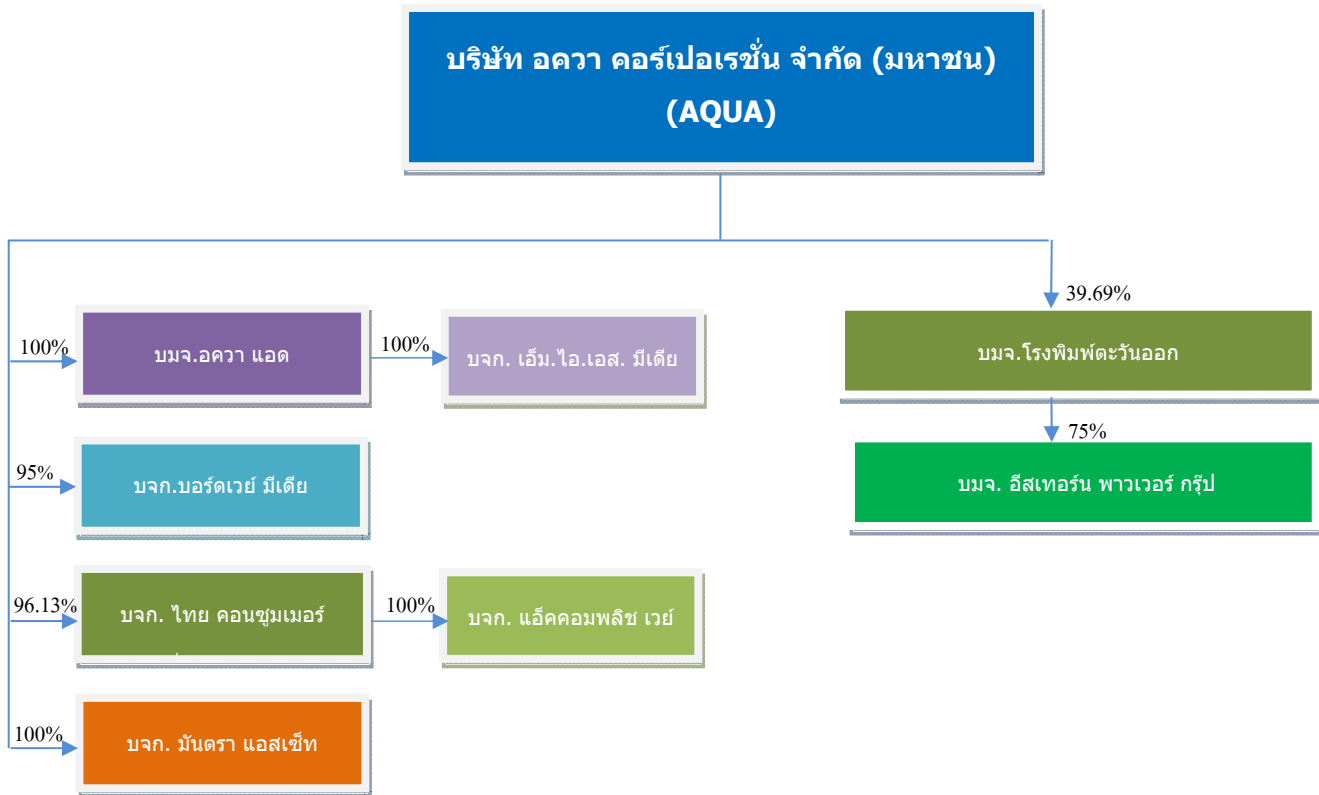 บริษัท อควา คอร์เปอเรชั่น จำกัด (มหาชน)
(AQUA)
39.69%
100%
บมจ.อควา แอด
100%
บจก. เอ็ม.ไอ.เอส. มีเดีย
บมจ.โรงพิมพ์ตะวันออก
75%
95%
บจก.บอร์ดเวย์ มีเดีย
บมจ. อีสเทอร์น พาวเวอร์ กรุ๊ป
96.13%
บจก. ไทย คอนซูมเมอร์
100%
บจก. แอ็คคอมพลิช เวย์
100%
บจก. มันตรา แอสเซ็ท